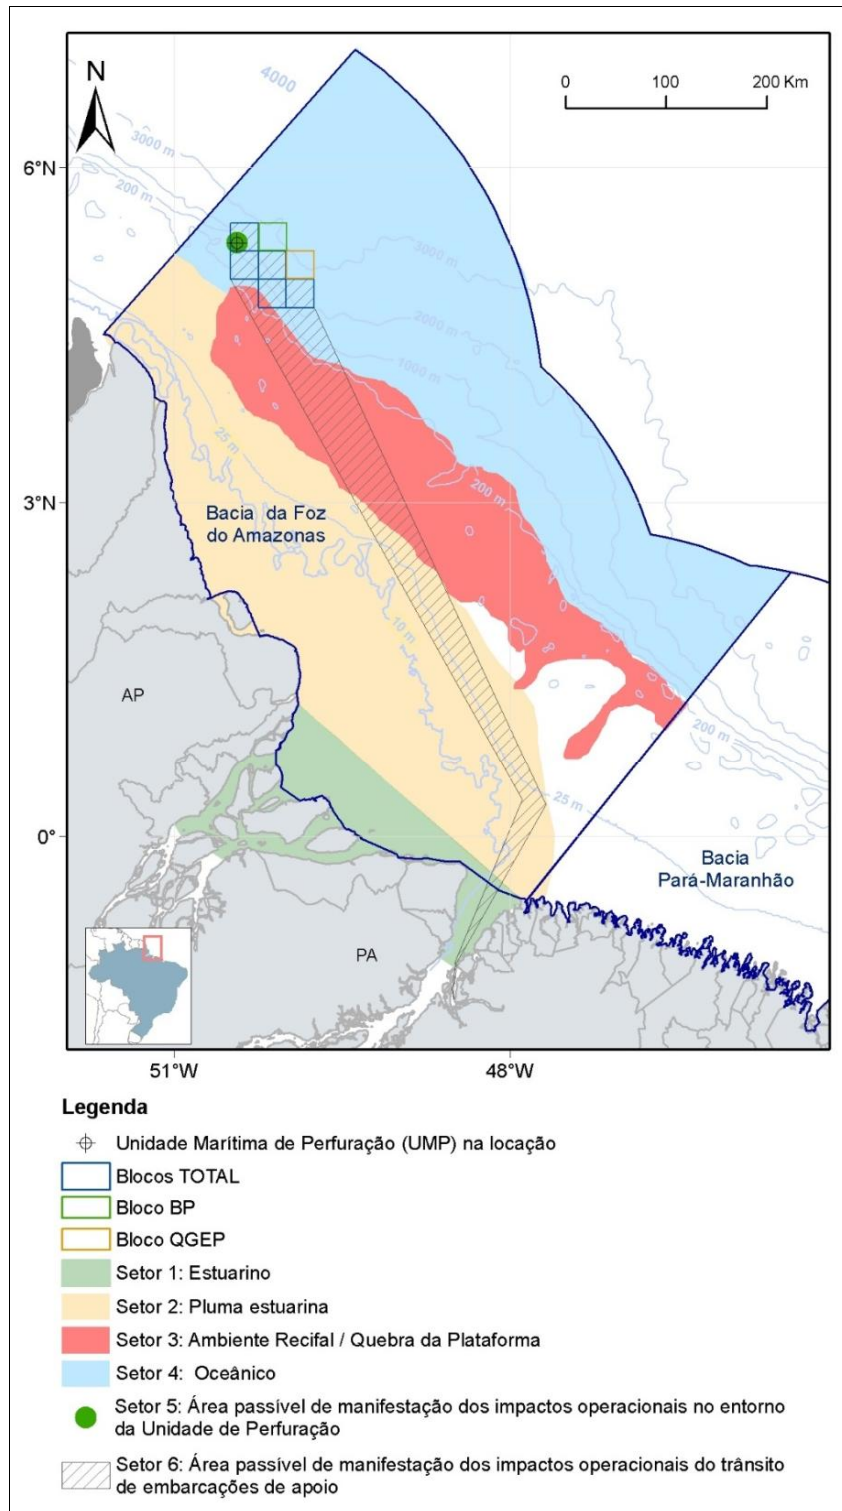 N
0 100 200 Km
4000
3000 m
200 m
6°N
3000 m
2000 m
1000 m
25 m
200 m
3°N
Bacia da Foz
do Amazonas
10 m
AP
200 m
25 m
0°
Bacia
Pará-Maranhão
PA
51°W
48°W
Legenda
Unidade Marítima de Perfuração (UMP) na locação
Blocos TOTAL
Bloco BP
Bloco QGEP
Setor 1: Estuarino
Setor 2: Pluma estuarina
Setor 3: Ambiente Recifal / Quebra da Plataforma
Setor 4: Oceânico
Setor 5: Área passível de manifestação dos impactos operacionais no entorno
da Unidade de Perfuração
Setor 6: Área passível de manifestação dos impactos operacionais do trânsito
de embarcações de apoio